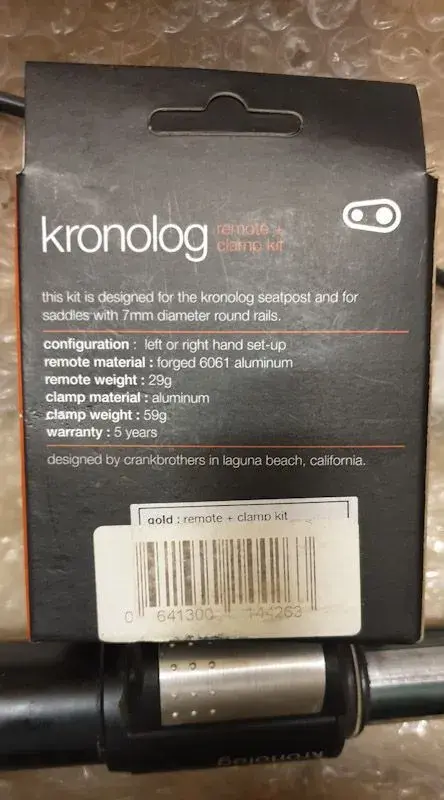 kronolog remote +
clamp kit
this kit is designed for the kronolog seatpost and for
saddles with 7mm diameter round rails.
configuration : left or right hand set-up
remote material : forged 6061 aluminum
remote weight : 29g
clamp material : aluminum
clamp weight : 59g
warranty : 5 years
designed by crankbrothers in laguna beach, california.
gold : remote + clamp kit
0 641300 144263
kronolog